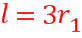 l = 3r₁